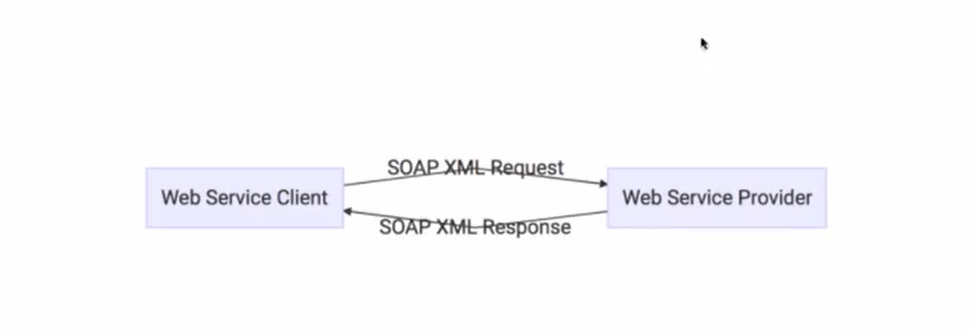 SOAP XML Request
Web Service Client
Web Service Provider
SOAP XML Response